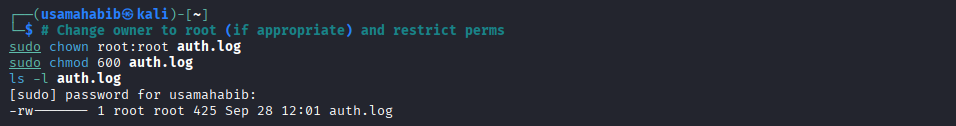 ┌──(usamahabib㉿kali)-[~]
└─$ # Change owner to root (if appropriate) and restrict perms
sudo chown root:root auth.log
sudo chmod 600 auth.log
ls -l auth.log
[sudo] password for usamahabib:
-rw------- 1 root root 425 Sep 28 12:01 auth.log